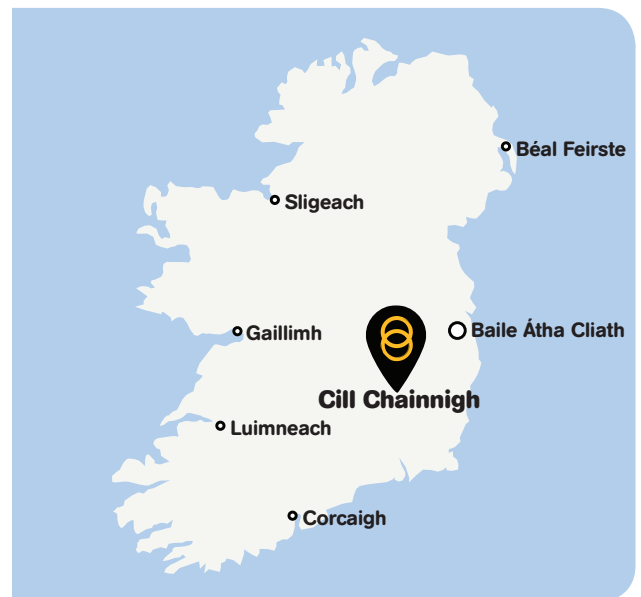 Béal Feirste
Sligeach
Baile Átha Cliath
Gaillimh
Cill Chainnigh
Luimneach
Corcaigh